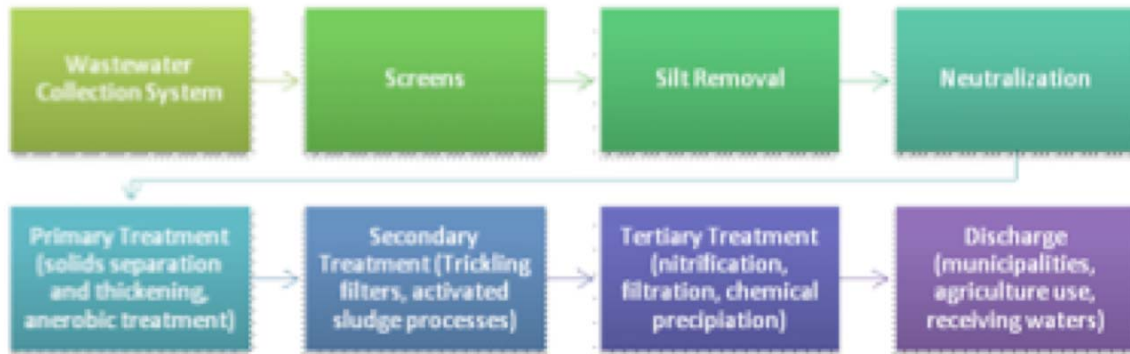 Wastewater
Collection System
Screens
Silt Removal
Neutralization
Primary Treatment
(solids separation
and thickening,
anerobic treatment)
Secondary
Treatment (Trickling
filters, activated
sludge processes)
Tertiary Treatment
(nitrification,
filtration, chemical
precipiation)
Discharge
(municipalities,
agriculture use,
receiving waters)